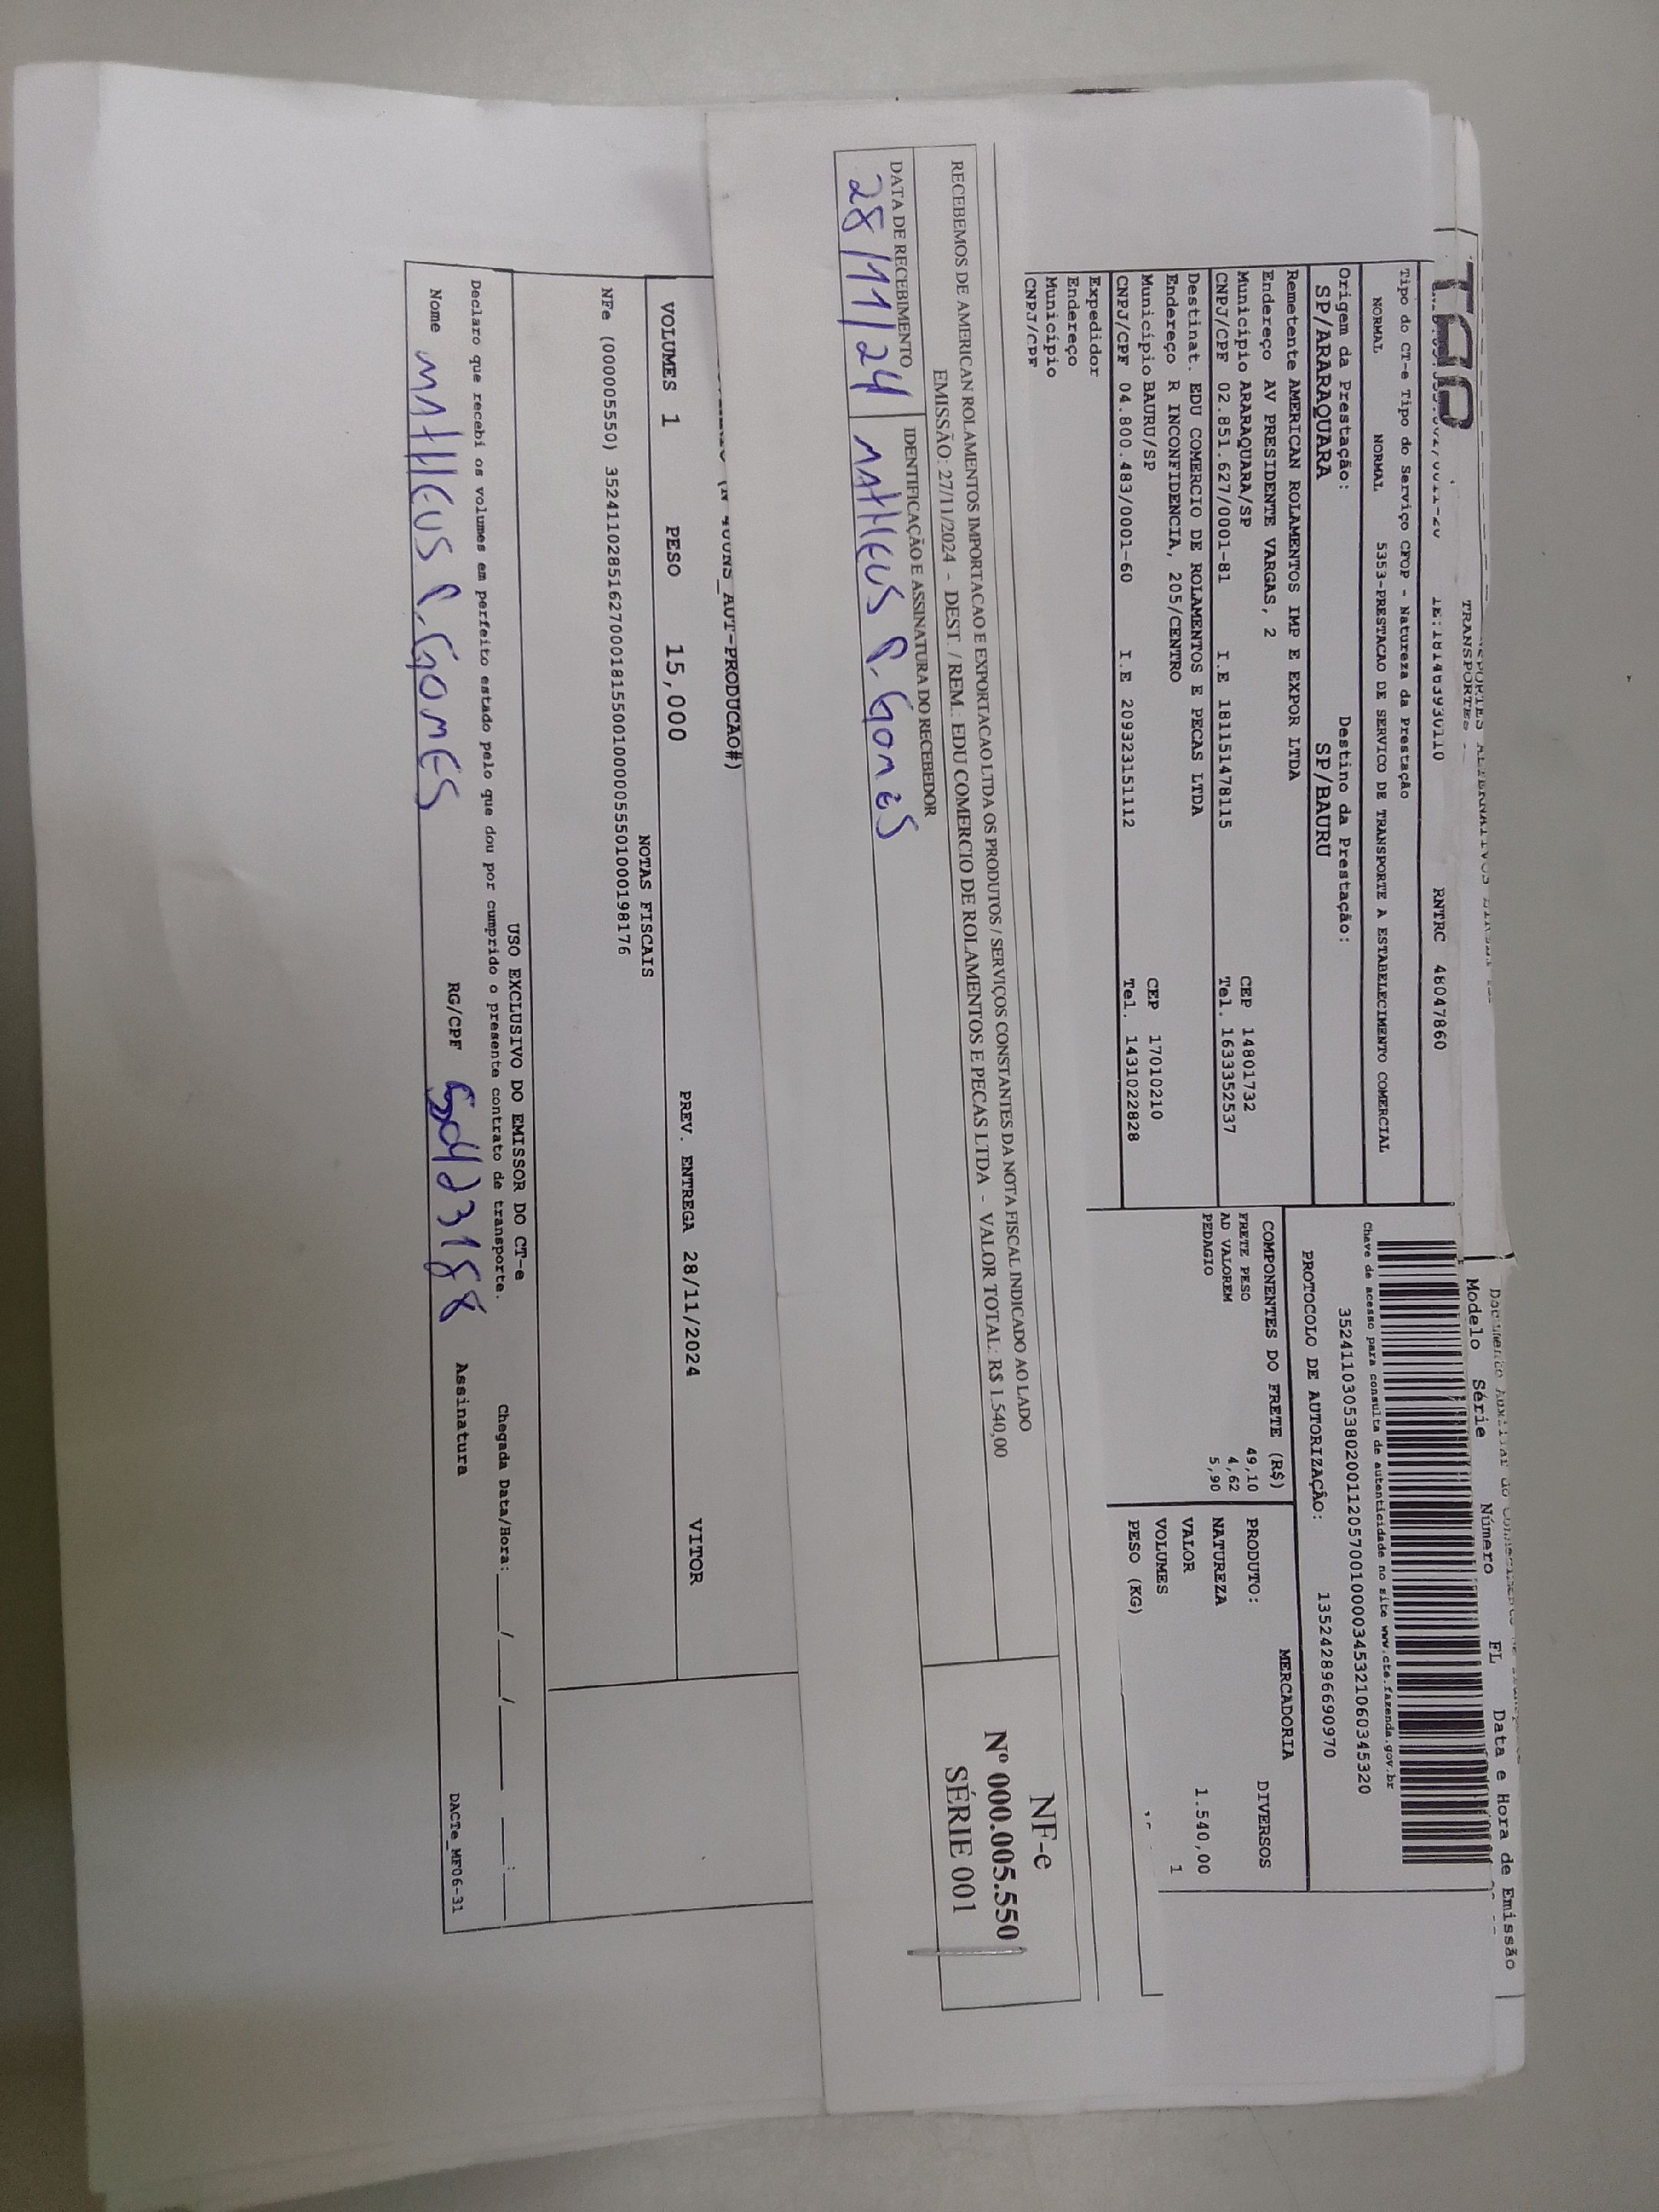 TRANSPORTES
RNTRC 48047860
Modelo Série Número FL Data e Hora de Emissão
Tipo do CT-e Tipo do Serviço CFOP - Natureza da Prestação
NORMAL NORMAL 5353-PRESTACAO DE SERVICO DE TRANSPORTE A ESTABELECIMENTO COMERCIAL
Origem da Prestação: Destino da Prestação:
SP/ARARAQUARA SP/BAURU
Remetente AMERICAN ROLAMENTOS IMP E EXPOR LTDA
Endereço AV PRESIDENTE VARGAS, 2
Município ARARAQUARA/SP CEP 14801732
CNPJ/CPF 02.851.627/0001-81 I.E 181151478115 Tel. 1633352537
Destinat. EDU COMERCIO DE ROLAMENTOS E PECAS LTDA
Endereço R INCONFIDENCIA, 205/CENTRO
Município BAURU/SP CEP 17010210
CNPJ/CPF 04.800.483/0001-60 I.E 209323151112 Tel. 1431022828
Expedidor
Endereço
Município
CNPJ/CPF
Chave de acesso para consulta de autenticidade no site www.cte.fazenda.gov.br
35241103053802001120570010000345321060345320
PROTOCOLO DE AUTORIZAÇÃO: 135242896690970
COMPONENTES DO FRETE (R$)
FRETE PESO 49,10
AD VALOREM 4,62
PEDAGIO 5,90
MERCADORIA
PRODUTO: DIVERSOS
NATUREZA
VALOR 1.540,00
VOLUMES 1
PESO (KG)
RECEBEMOS DE AMERICAN ROLAMENTOS IMPORTACAO E EXPORTACAO LTDA OS PRODUTOS / SERVIÇOS CONSTANTES DA NOTA FISCAL INDICADO AO LADO
EMISSÃO: 27/11/2024 - DEST. / REM.: EDU COMERCIO DE ROLAMENTOS E PECAS LTDA - VALOR TOTAL: R$ 1.540,00
DATA DE RECEBIMENTO IDENTIFICAÇÃO E ASSINATURA DO RECEBEDOR
28/11/24 MATHEUS P. GOMES
NF-e
Nº 000.005.550
SÉRIE 001
AUT-PRODUCAO#)
VOLUMES 1 PESO 15,000 PREV. ENTREGA 28/11/2024 VITOR
NOTAS FISCAIS
NFe (000005550) 35241102851627000181550010000055501000198176
USO EXCLUSIVO DO EMISSOR DO CT-e
Declaro que recebi os volumes em perfeito estado pelo que dou por cumprido o presente contrato de transporte. Chegada Data/Hora: ____/____/______ ____:____
Nome MATHEUS P. GOMES RG/CPF Assinatura
DACTe_MF06-31